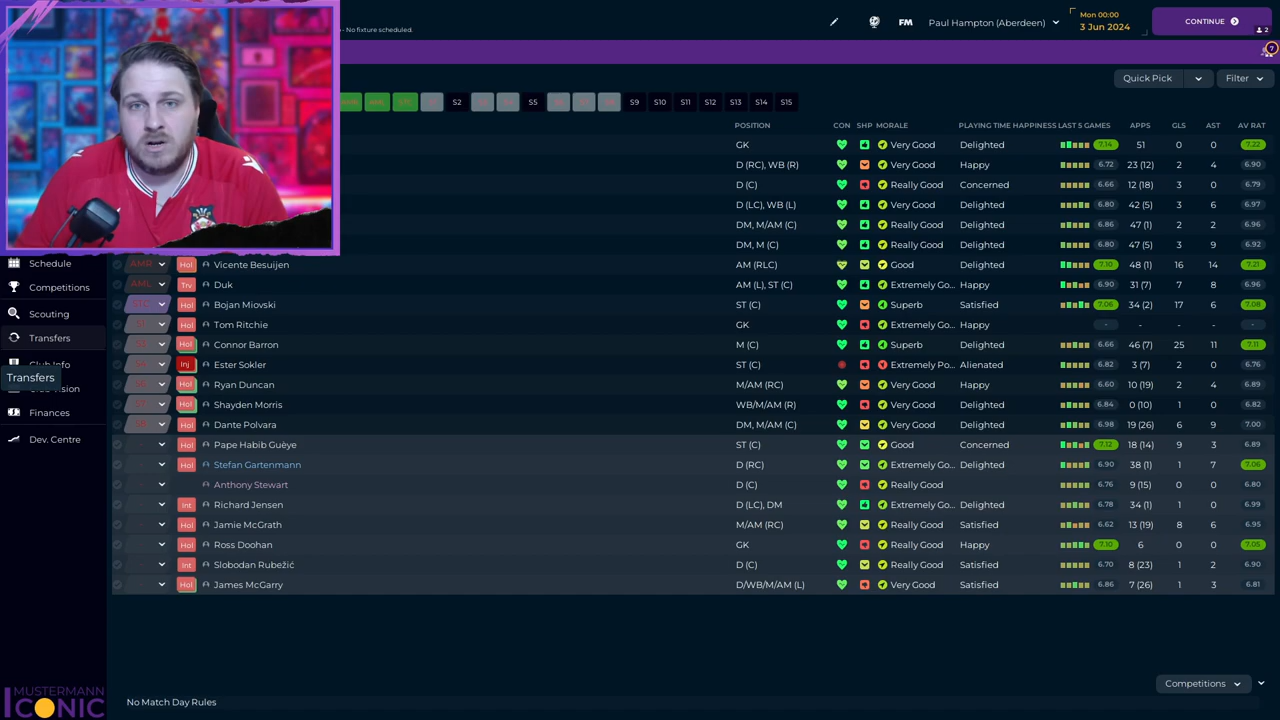 - No fixture scheduled.
FM
Paul Hampton (Aberdeen)
Mon 00:00
3 Jun 2024
CONTINUE
2
7
Quick Pick
Filter
AML
S2
S5
S9 S10 S11 S12 S13 S14 S15
POSITION CON SHP MORALE PLAYING TIME HAPPINESS LAST 5 GAMES APPS GLS AST AV RAT
GK Very Good Delighted 7.14 51 0 0 7.22
D (RC), WB (R) Very Good Happy 6.72 23 (12) 2 4 6.90
D (C) Really Good Concerned 6.66 12 (18) 3 0 6.79
D (LC), WB (L) Very Good Delighted 6.80 42 (5) 3 6 6.97
DM, M/AM (C) Really Good Delighted 6.86 47 (1) 2 2 6.96
DM, M (C) Really Good Delighted 6.80 47 (5) 3 9 6.92
AMR Hol Vicente Besuijen AM (RLC) Good Delighted 7.10 48 (1) 16 14 7.21
AML Trv Duk AM (L), ST (C) Extremely Go... Happy 6.90 31 (7) 7 8 6.96
STC Hol Bojan Miovski ST (C) Superb Satisfied 7.06 34 (2) 17 6 7.08
S1 Hol Tom Ritchie GK Extremely Go... Happy - - - - -
S3 Hol Connor Barron M (C) Superb Delighted 6.66 46 (7) 25 11 7.11
S4 Inj Ester Sokler ST (C) Extremely Po... Alienated 6.82 3 (7) 2 0 6.76
S6 Hol Ryan Duncan M/AM (RC) Very Good Happy 6.60 10 (19) 2 4 6.89
S7 Hol Shayden Morris WB/M/AM (R) Very Good Delighted 6.84 0 (10) 1 0 6.82
S8 Hol Dante Polvara DM, M/AM (C) Very Good Delighted 6.98 19 (26) 6 9 7.00
Hol Pape Habib Guèye ST (C) Good Concerned 7.12 18 (14) 9 3 6.89
Hol Stefan Gartenmann D (RC) Extremely Go... Delighted 6.90 38 (1) 1 7 7.06
Anthony Stewart D (C) Really Good 6.76 9 (15) 0 0 6.80
Int Richard Jensen D (LC), DM Extremely Go... Delighted 6.78 34 (1) 1 0 6.99
Hol Jamie McGrath M/AM (RC) Really Good Satisfied 6.62 13 (19) 8 6 6.95
Hol Ross Doohan GK Really Good Happy 7.10 6 0 0 7.05
Int Slobodan Rubežić D (C) Really Good Satisfied 6.70 8 (23) 1 2 6.90
Hol James McGarry D/WB/M/AM (L) Very Good Satisfied 6.86 7 (26) 1 3 6.81
Schedule
Competitions
Scouting
Transfers
Club Info
Transfers
Club Vision
Finances
Dev. Centre
Competitions
No Match Day Rules
MUSTERMANN
ICONIC